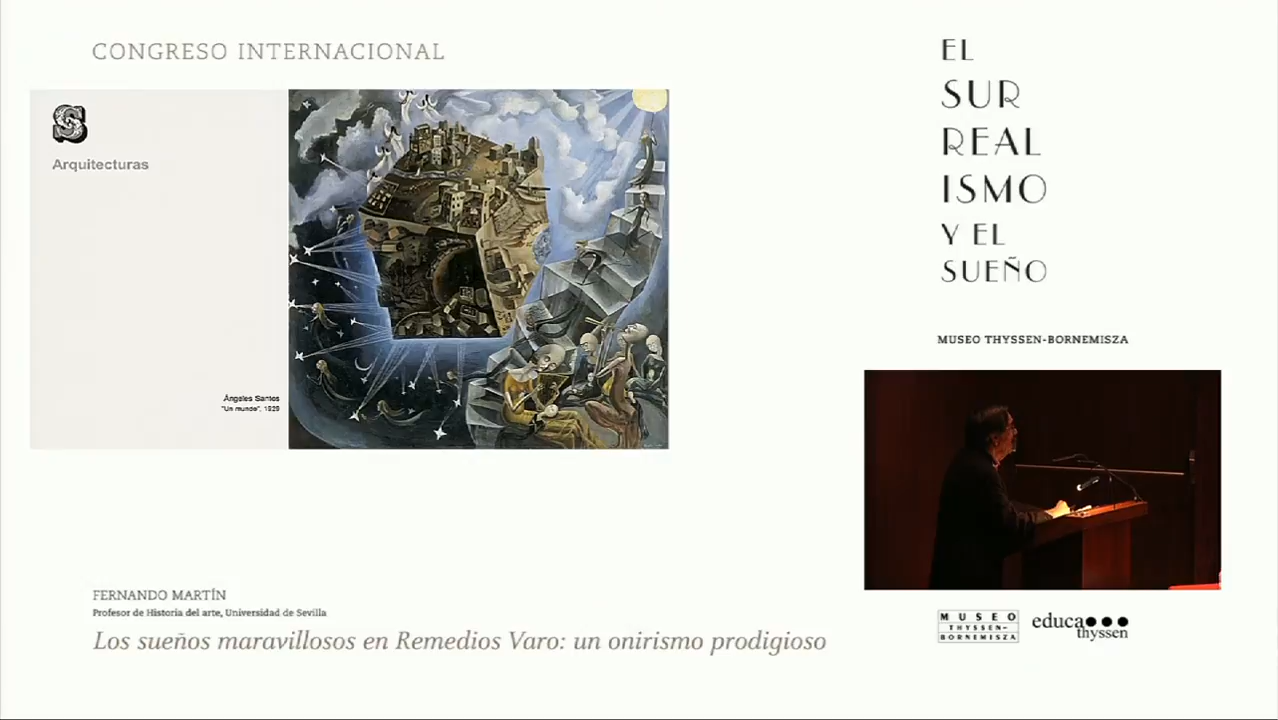 CONGRESO INTERNACIONAL
S
Arquitecturas
Ángeles Santos
"Un mundo", 1929
EL
SUR
REAL
ISMO
Y EL
SUEÑO
MUSEO THYSSEN-BORNEMISZA
FERNANDO MARTÍN
Profesor de Historia del arte, Universidad de Sevilla
Los sueños maravillosos en Remedios Varo: un onirismo prodigioso
MUSEO
THYSSEN-
BORNEMISZA
educa
thyssen